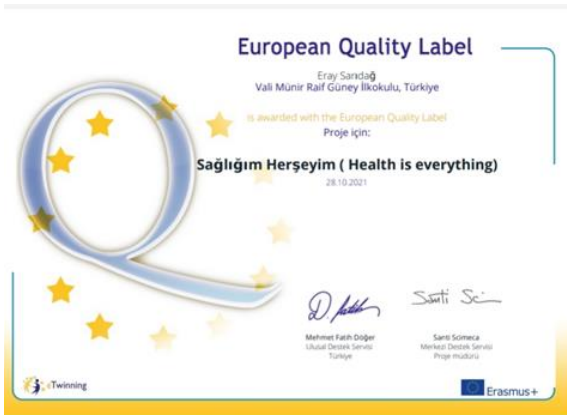 European Quality Label
Eray Sarıdağ
Vali Münir Raif Güney İlkokulu, Türkiye
is awarded with the European Quality Label
Proje için:
Sağlığım Herşeyim ( Health is everything)
28.10.2021
Mehmet Fatih Döğer
Ulusal Destek Servisi
Türkiye
Santi Scimeca
Merkezi Destek Servisi
Proje müdürü
eTwinning
Erasmus+